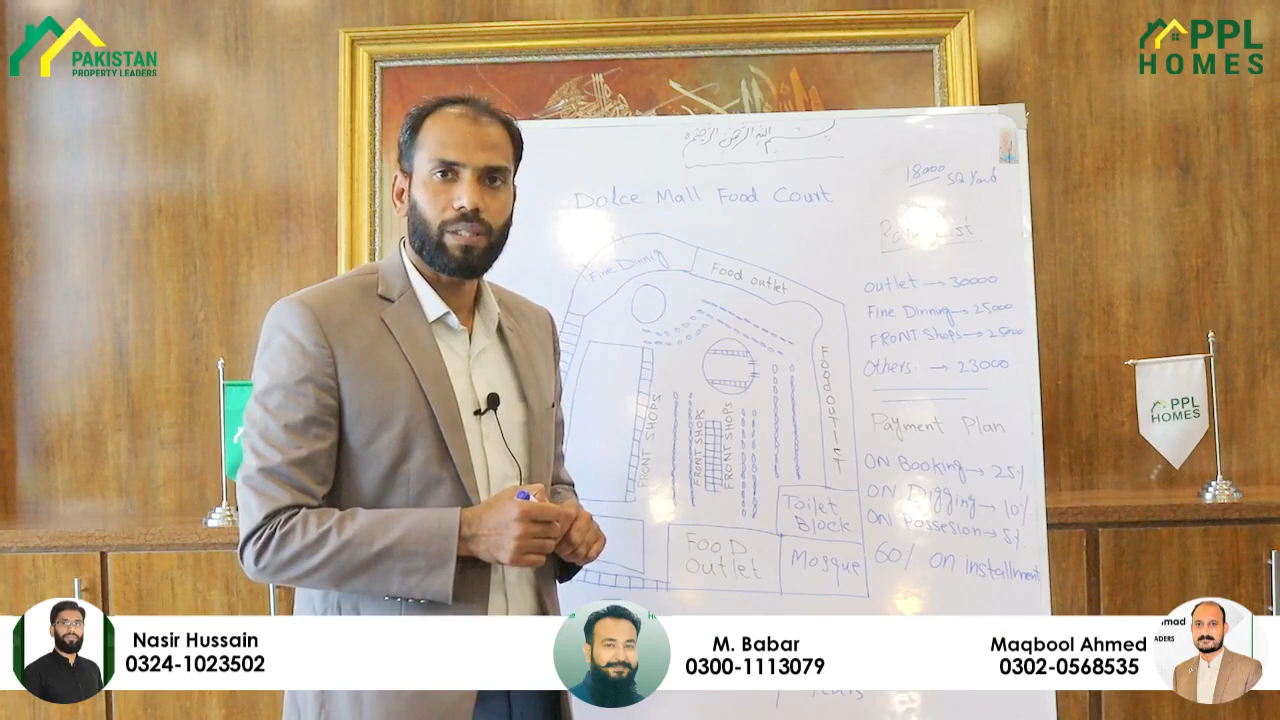 PAKISTAN
PROPERTY LEADERS
PPL
HOMES
بسم الله الرحمن الرحيم
18000 SQ Yard
Dolce Mall Food Court
Fine Dinning
Food outlet
outlet → 30000
Fine Dinning → 25000
FRONT Shops → 25000
Others → 23000
FOOD OUTLET
FRONT SHOPS
FRONT SHOPS
FRONT SHOPS
PPL
HOMES
Payment Plan
ON Booking → 25%
ON Digging → 10%
ON Possesion → 5%
60% ON installment
Toilet
Block
Food
Outlet
Mosque
Nasir Hussain
0324-1023502
M. Babar
0300-1113079
Maqbool Ahmed
0302-0568535